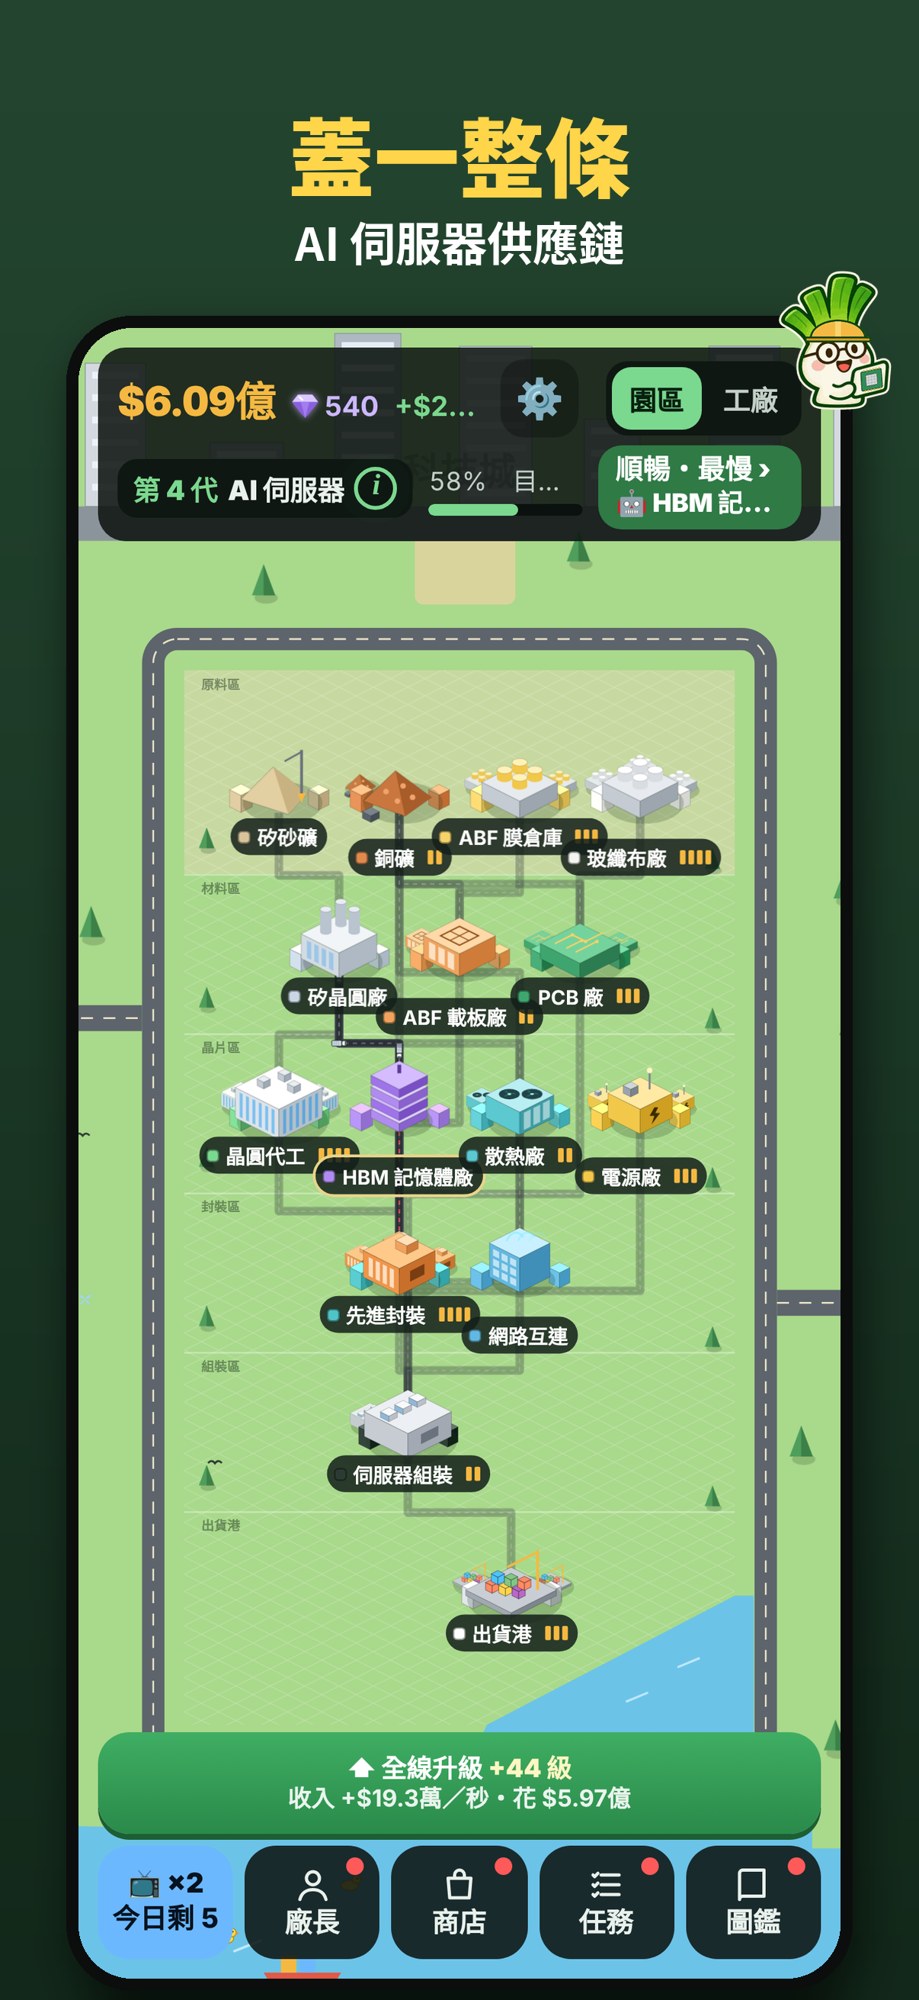 蓋一整條
AI 伺服器供應鏈
$6.09億 540 +$2...
園區 工廠
第 4 代 AI 伺服器 i
58% 目...
順暢・最慢 ›
HBM 記...
原料區
矽砂礦
銅礦
ABF 膜倉庫
玻纖布廠
材料區
矽晶圓廠
ABF 載板廠
PCB 廠
晶片區
晶圓代工
HBM 記憶體廠
散熱廠
電源廠
封裝區
先進封裝
網路互連
組裝區
伺服器組裝
出貨港
出貨港
全線升級 +44 級
收入 +$19.3萬／秒・花 $5.97億
×2
今日剩 5
廠長
商店
任務
圖鑑